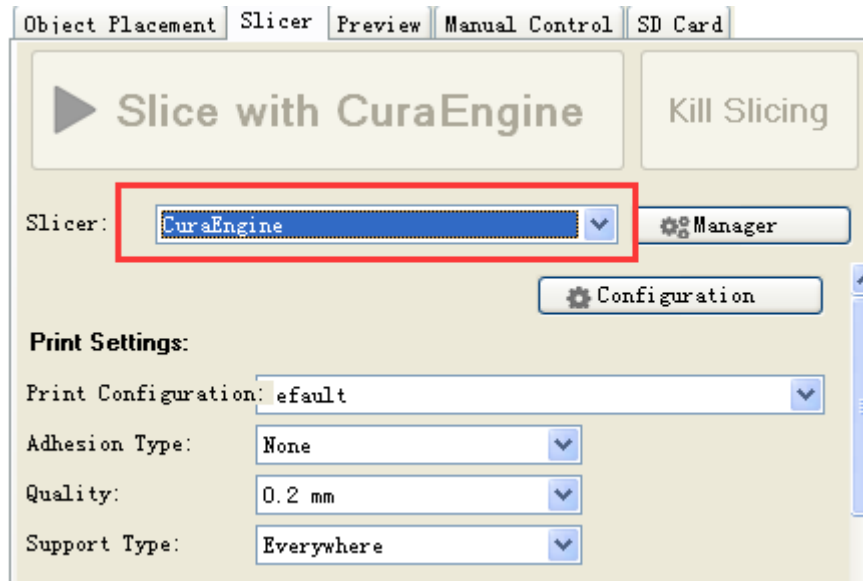 Object Placement Slicer Preview Manual Control SD Card
Slice with CuraEngine Kill Slicing
Slicer: CuraEngine Manager
Configuration
Print Settings:
Print Configuration: efault
Adhesion Type: None
Quality: 0.2 mm
Support Type: Everywhere